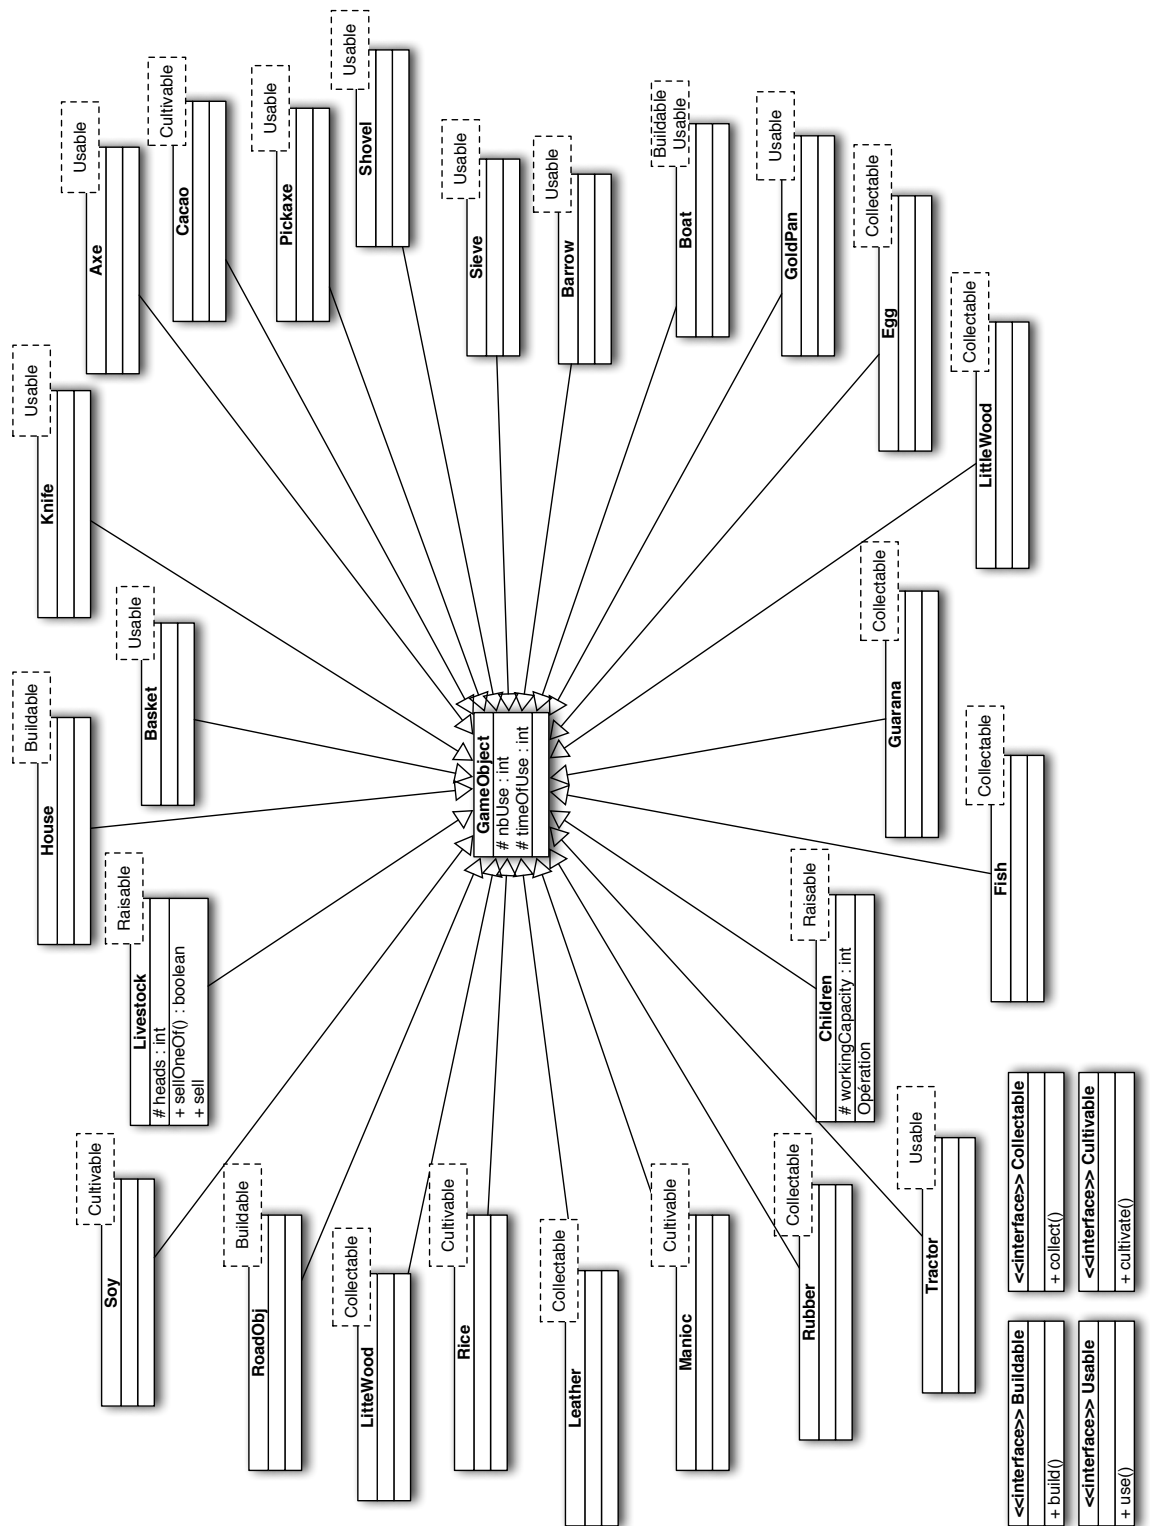 Buildable
House
Usable
Knife
Cultivable
Soy
Raisable
Livestock
# heads : int
+ sellOneOf() : boolean
+ sell
Usable
Basket
Usable
Axe
Cultivable
Cacao
Buildable
RoadObj
Usable
Pickaxe
Collectable
LitteWood
Usable
Shovel
Cultivable
Rice
GameObject
# nbUse : int
# timeOfUse : int
Usable
Sieve
Collectable
Leather
Usable
Barrow
Cultivable
Manioc
Buildable
Usable
Boat
Collectable
Rubber
Raisable
Children
# workingCapacity : int
Opération
Usable
GoldPan
Collectable
Guarana
Collectable
Egg
Usable
Tractor
Collectable
Fish
Collectable
LittleWood
<<interface>> Buildable
+ build()
<<interface>> Collectable
+ collect()
<<interface>> Usable
+ use()
<<interface>> Cultivable
+ cultivate()